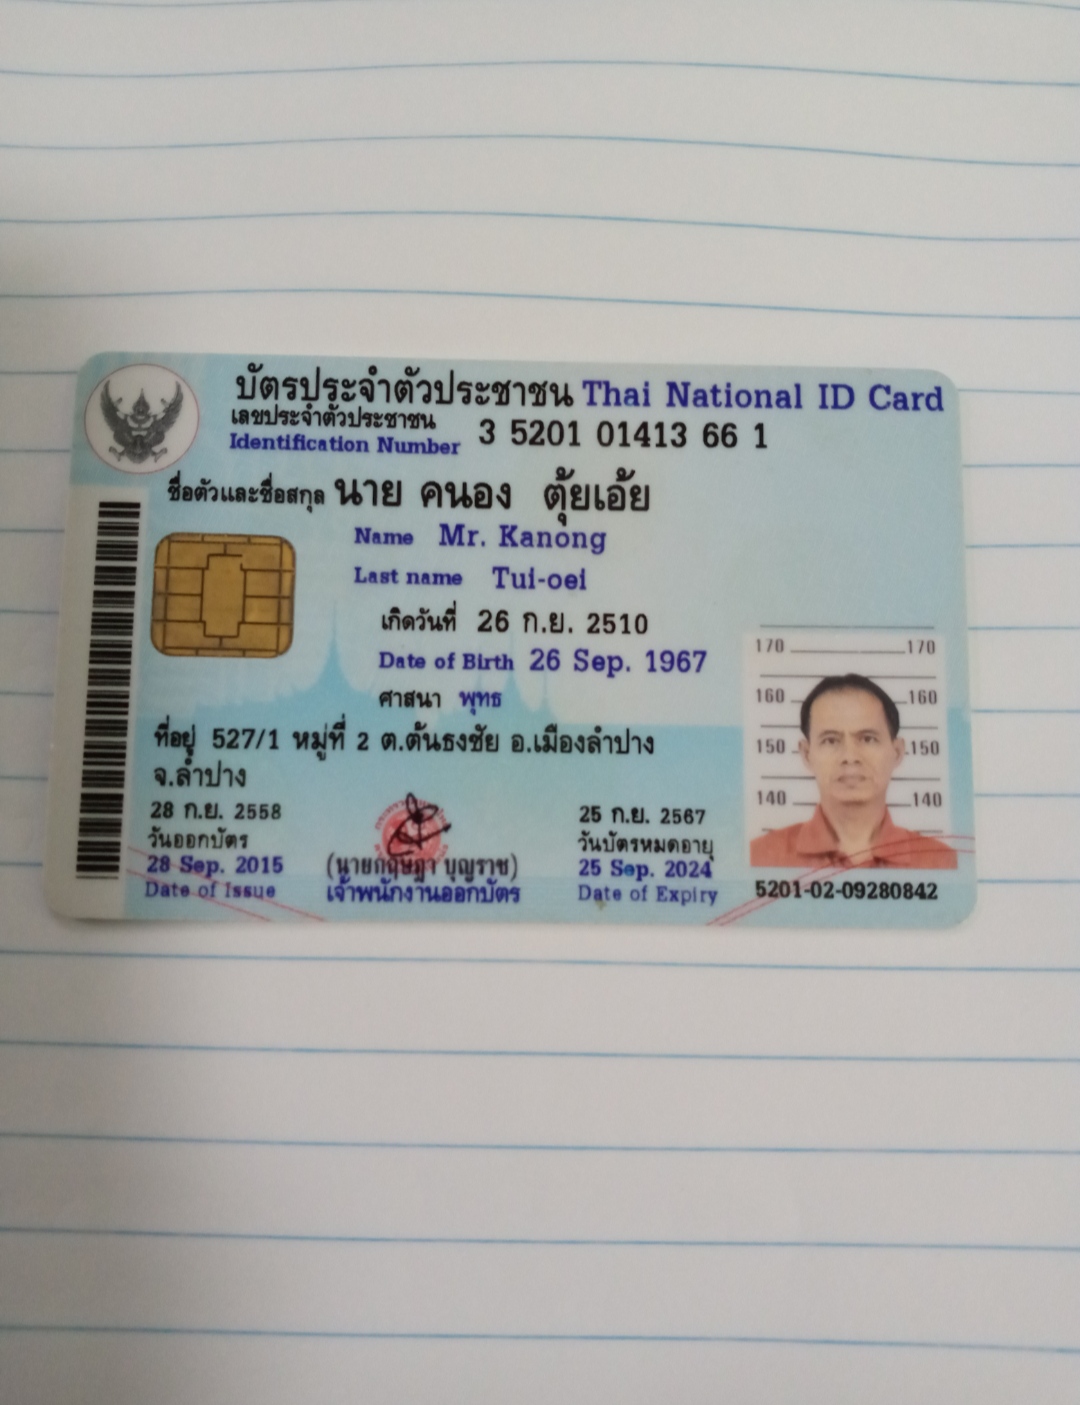 บัตรประจำตัวประชาชน Thai National ID Card
เลขประจำตัวประชาชน
Identification Number 3 5201 01413 66 1
ชื่อตัวและชื่อสกุล นาย คนอง ตุ้ยเอ้ย
Name Mr. Kanong
Last name Tui-oei
เกิดวันที่ 26 ก.ย. 2510
Date of Birth 26 Sep. 1967
ศาสนา พุทธ
ที่อยู่ 527/1 หมู่ที่ 2 ต.ต้นธงชัย อ.เมืองลำปาง
จ.ลำปาง
28 ก.ย. 2558
วันออกบัตร
28 Sep. 2015
Date of Issue
(นายกฤษฎา บุญราช)
เจ้าพนักงานออกบัตร
25 ก.ย. 2567
วันบัตรหมดอายุ
25 Sep. 2024
Date of Expiry
170 170
160 160
150 150
140 140
5201-02-09280842